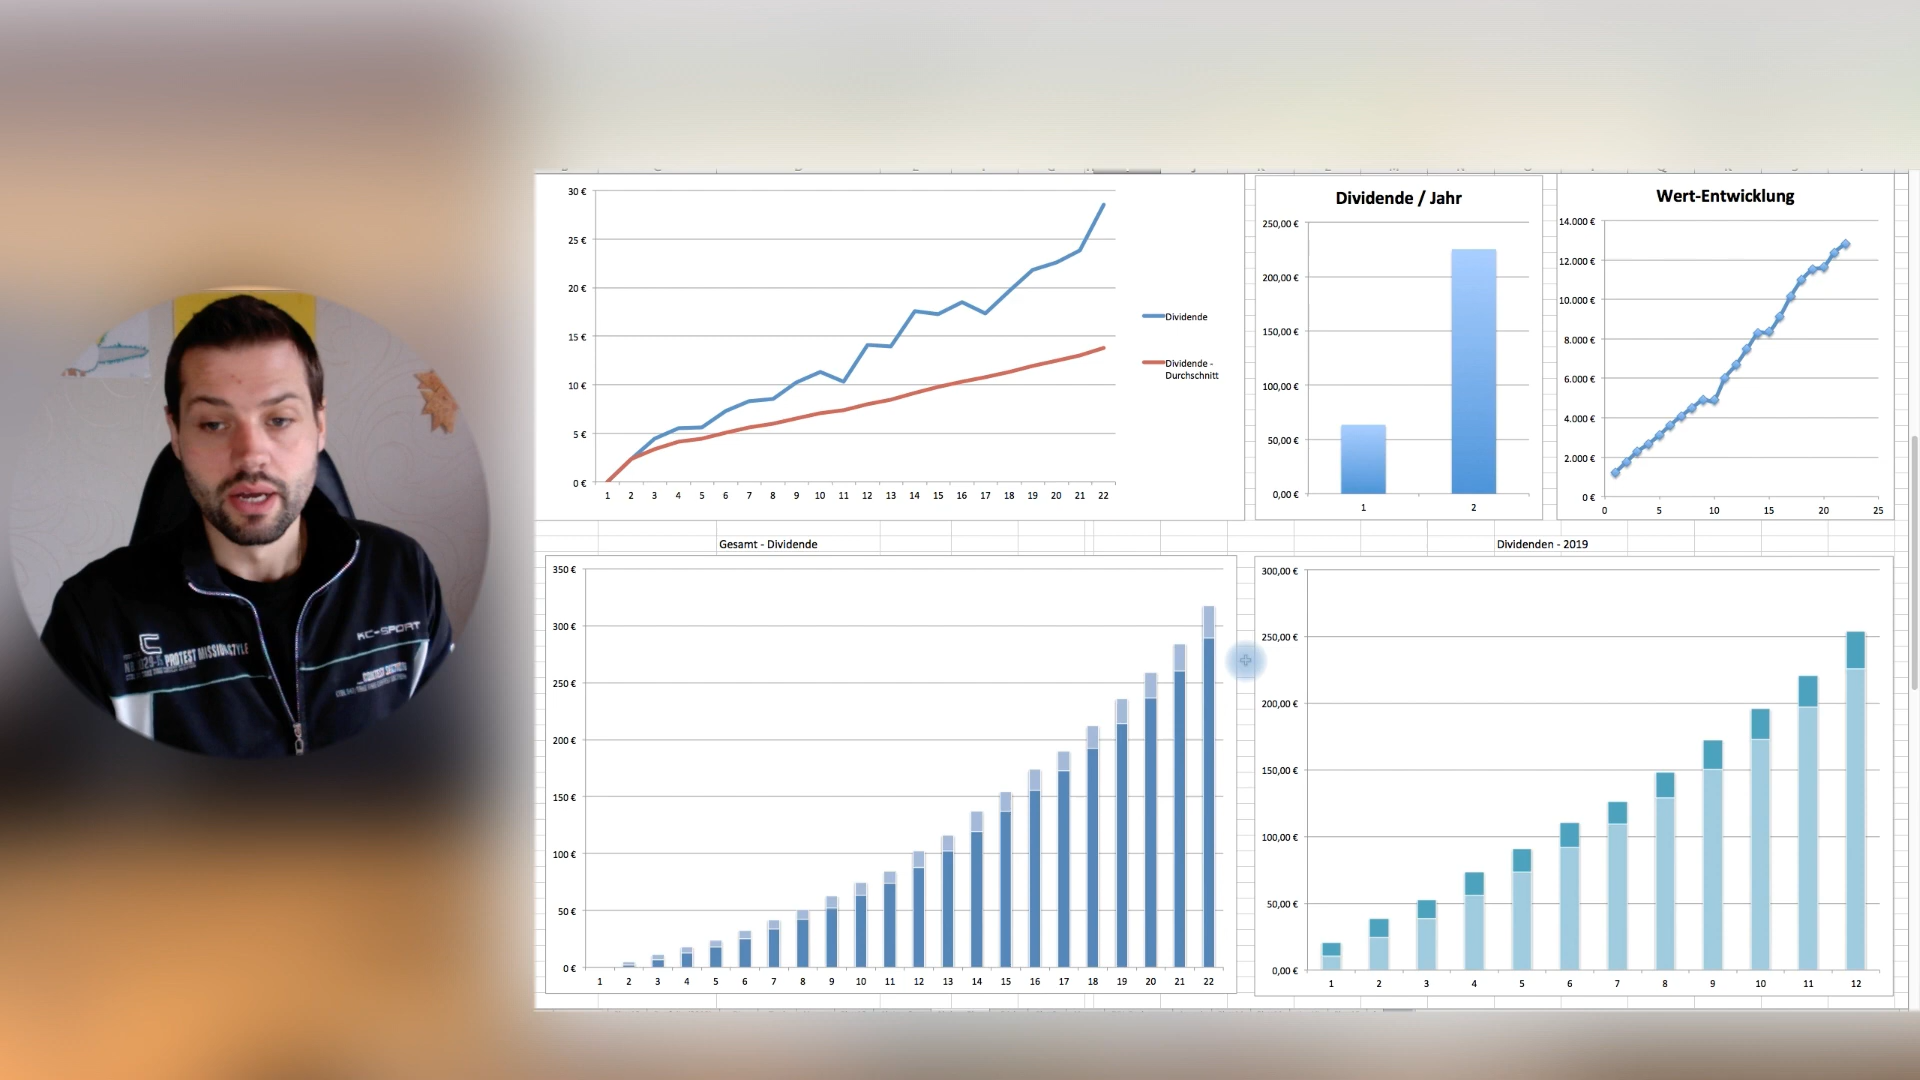 30 €
25 €
20 €
15 €
10 €
5 €
0 €
1 2 3 4 5 6 7 8 9 10 11 12 13 14 15 16 17 18 19 20 21 22
Dividende
Dividende -
Durchschnitt
Dividende / Jahr
250,00 €
200,00 €
150,00 €
100,00 €
50,00 €
0,00 €
1 2
Wert-Entwicklung
14.000 €
12.000 €
10.000 €
8.000 €
6.000 €
4.000 €
2.000 €
0 €
0 5 10 15 20 25
KC-SPORT
PROTEST MISSIONSTYLE
Gesamt - Dividende
350 €
300 €
250 €
200 €
150 €
100 €
50 €
0 €
1 2 3 4 5 6 7 8 9 10 11 12 13 14 15 16 17 18 19 20 21 22
Dividenden - 2019
300,00 €
250,00 €
200,00 €
150,00 €
100,00 €
50,00 €
0,00 €
1 2 3 4 5 6 7 8 9 10 11 12